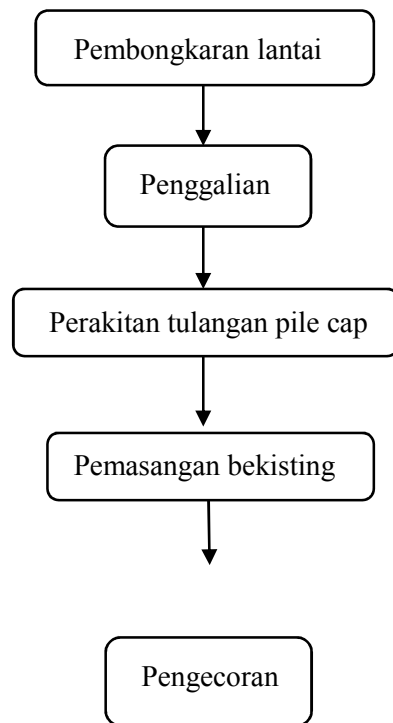 Pembongkaran lantai
Penggalian
Perakitan tulangan pile cap
Pemasangan bekisting
Pengecoran